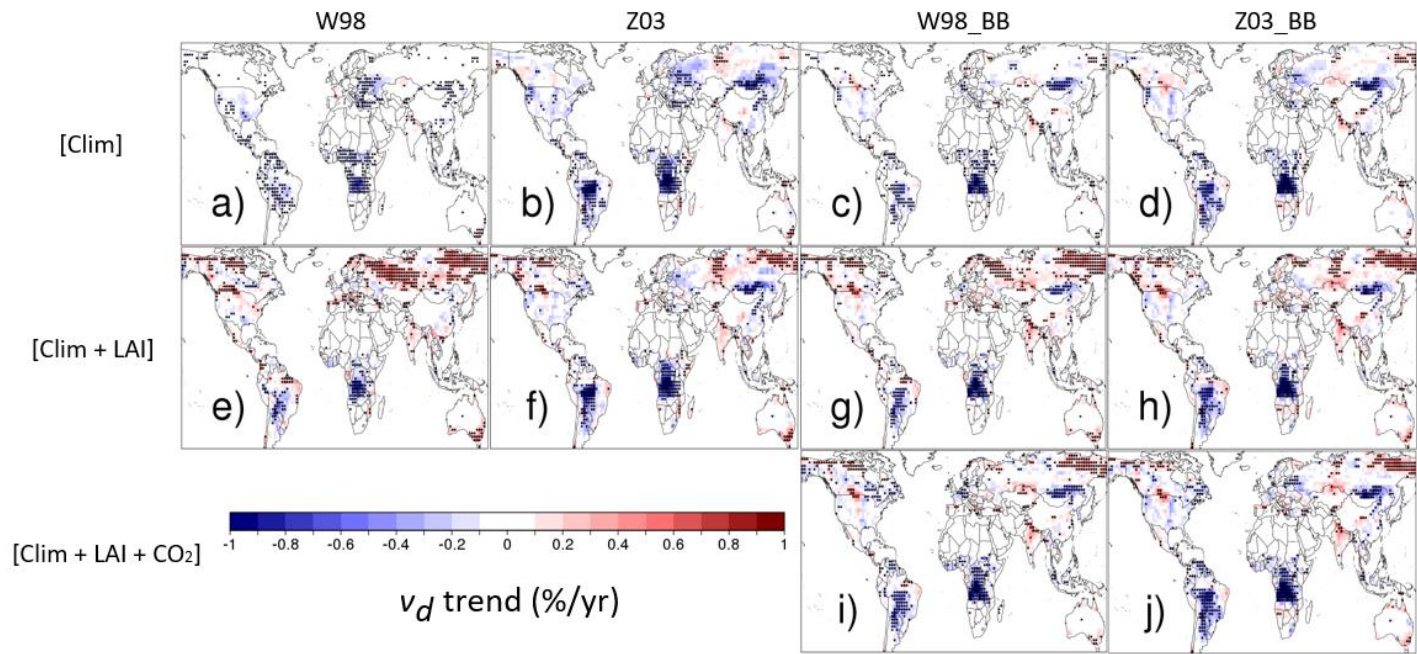 W98 Z03 W98_BB Z03_BB
[Clim]
a) b) c) d)
[Clim + LAI]
e) f) g) h)
[Clim + LAI + CO₂]
-1 -0.8 -0.6 -0.4 -0.2 0 0.2 0.4 0.6 0.8 1
v_d trend (%/yr)
i) j)